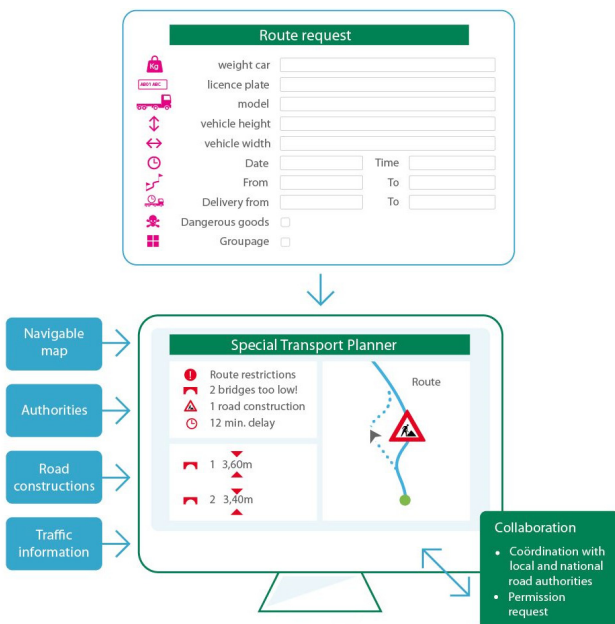 Route request
Kg
weight car
AB01 ABC
licence plate
model
vehicle height
vehicle width
Date
Time
From
To
Delivery from
To
Dangerous goods
Groupage
Navigable
map
Authorities
Road
constructions
Traffic
information
Special Transport Planner
Route restrictions
2 bridges too low!
1 road construction
12 min. delay
1 3,60m
2 3,40m
Route
Collaboration
• Coördination with
local and national
road authorities
• Permission
request